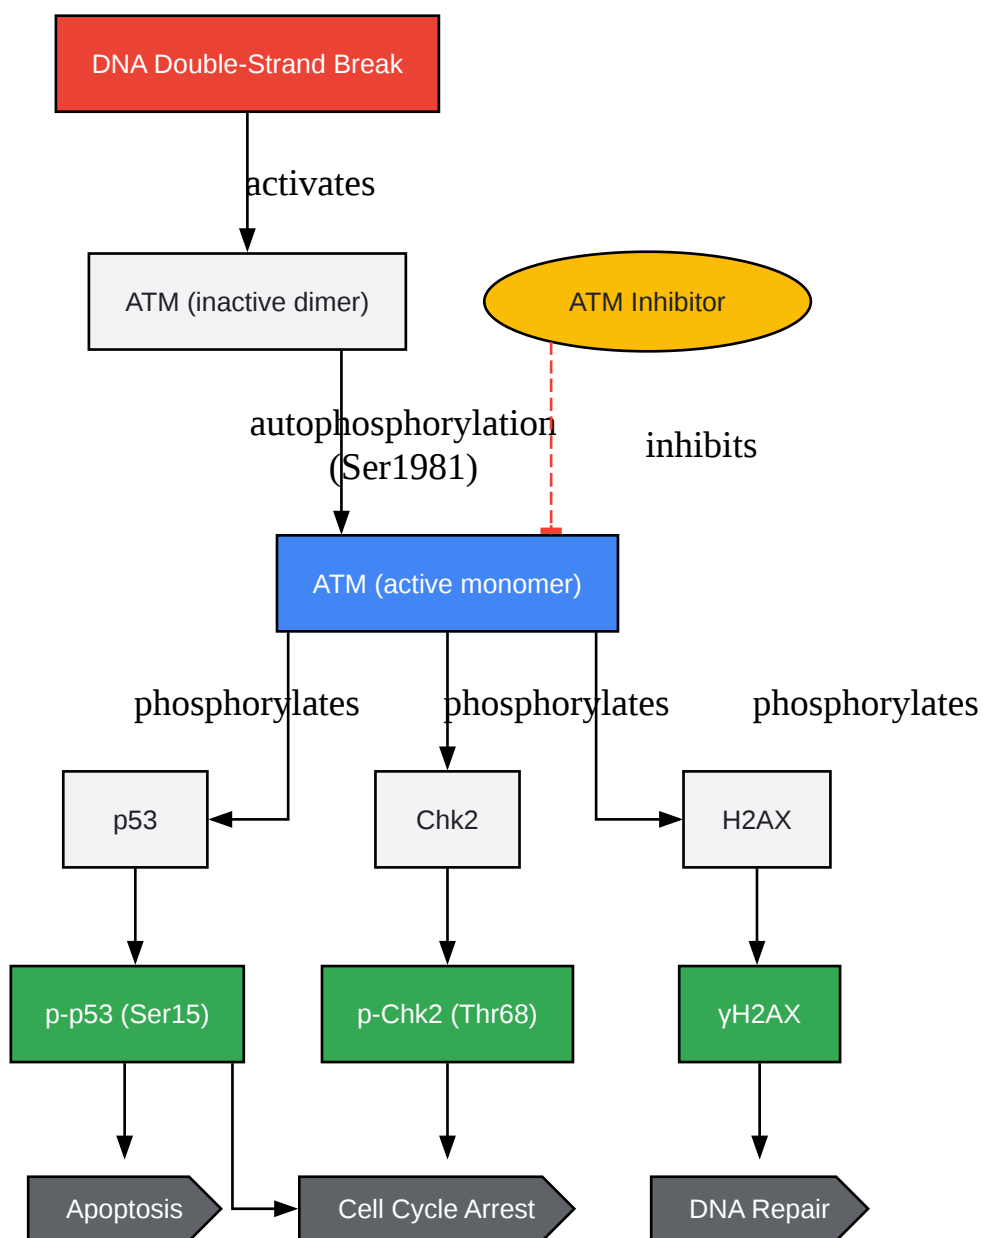 DNA Double-Strand Break
activates
ATM (inactive dimer)
ATM Inhibitor
autophosphorylation
(Ser1981)
inhibits
ATM (active monomer)
phosphorylates
phosphorylates
phosphorylates
p53
Chk2
H2AX
p-p53 (Ser15)
p-Chk2 (Thr68)
γH2AX
Apoptosis
Cell Cycle Arrest
DNA Repair